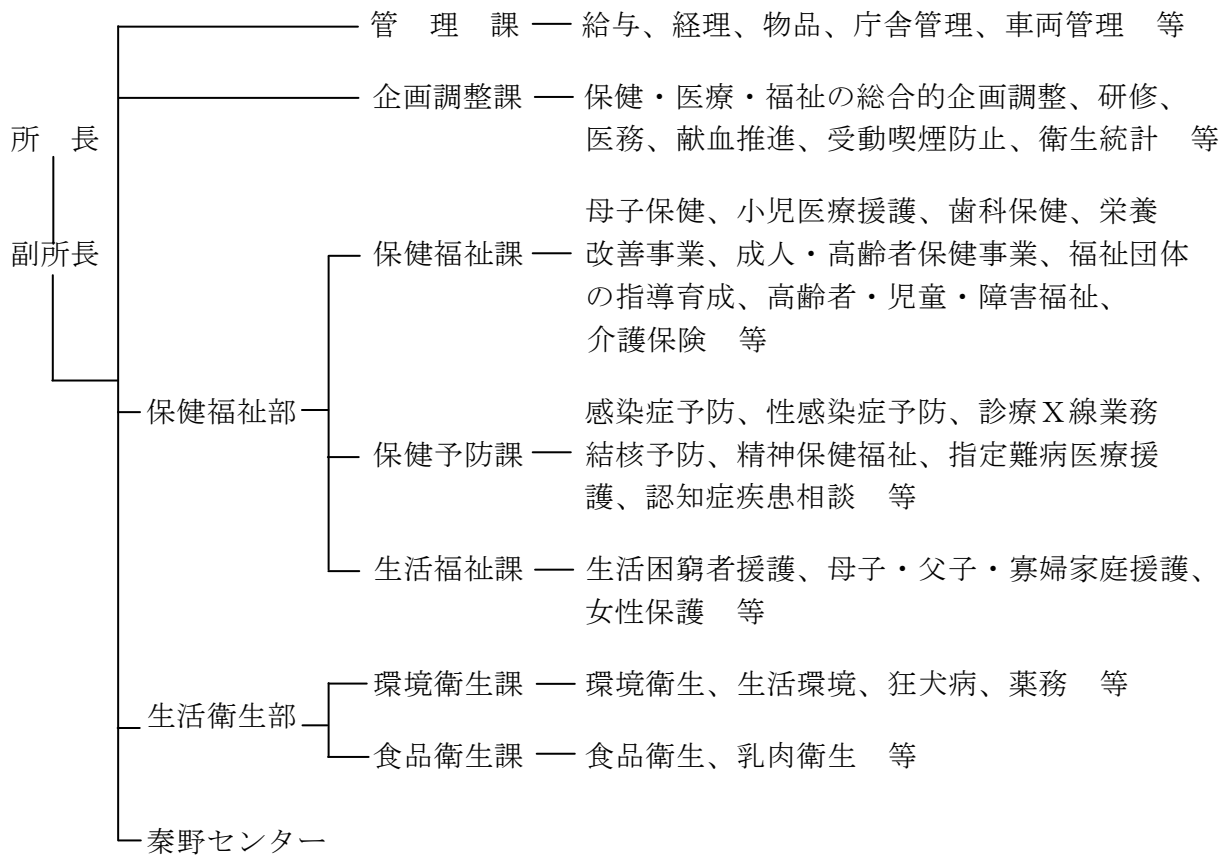 管　理　課　給与、経理、物品、庁舎管理、車両管理　等
企画調整課　保健・医療・福祉の総合的企画調整、研修、
医務、献血推進、受動喫煙防止、衛生統計　等
所　長
副所長
保健福祉課　母子保健、小児医療援護、歯科保健、栄養
改善事業、成人・高齢者保健事業、福祉団体
の指導育成、高齢者・児童・障害福祉、
介護保険　等
保健福祉部
保健予防課　感染症予防、性感染症予防、診療Ｘ線業務
結核予防、精神保健福祉、指定難病医療援
護、認知症疾患相談　等
生活福祉課　生活困窮者援護、母子・父子・寡婦家庭援護、
女性保護　等
生活衛生部
環境衛生課　環境衛生、生活環境、狂犬病、薬務　等
食品衛生課　食品衛生、乳肉衛生　等
秦野センター